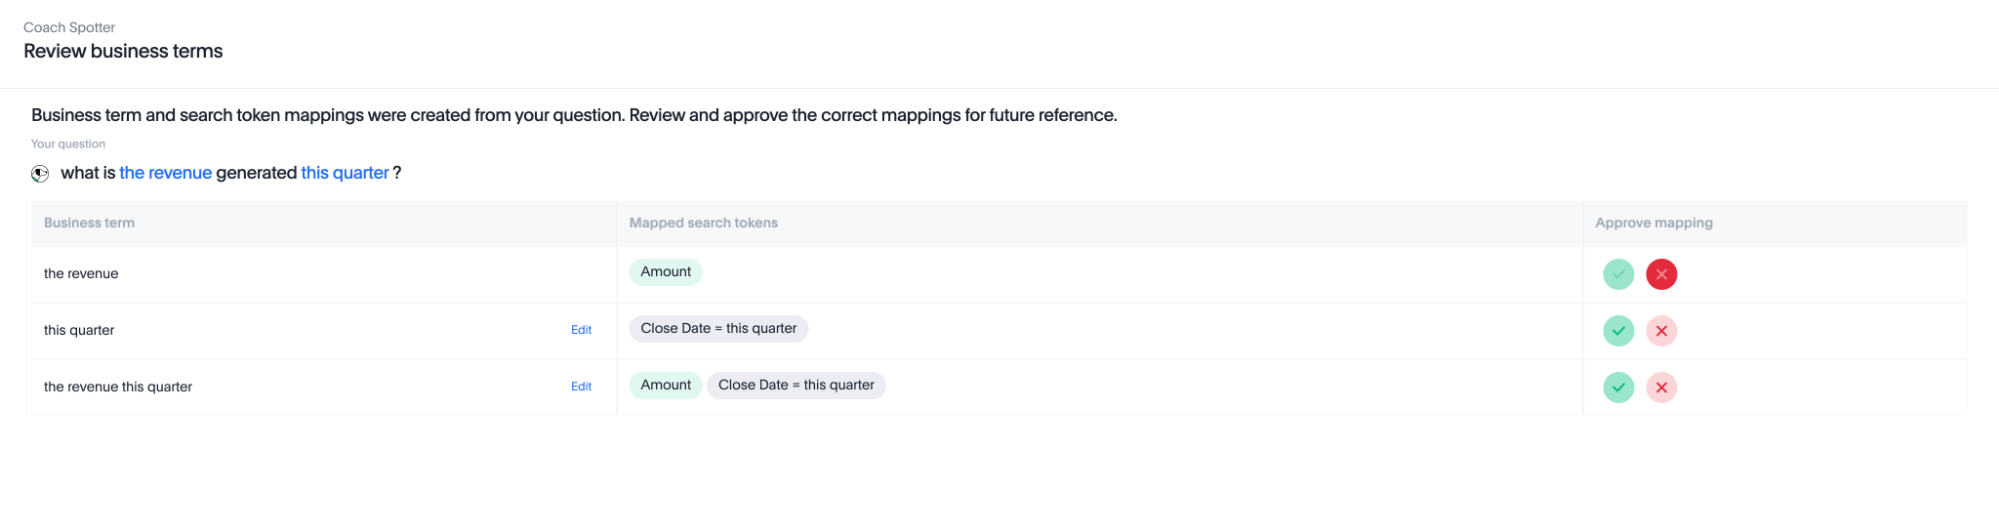 Coach Spotter
Review business terms
Business term and search token mappings were created from your question. Review and approve the correct mappings for future reference.
Your question
what is the revenue generated this quarter ?
Business term Mapped search tokens Approve mapping
the revenue Amount
this quarter Edit Close Date = this quarter
the revenue this quarter Edit Amount Close Date = this quarter